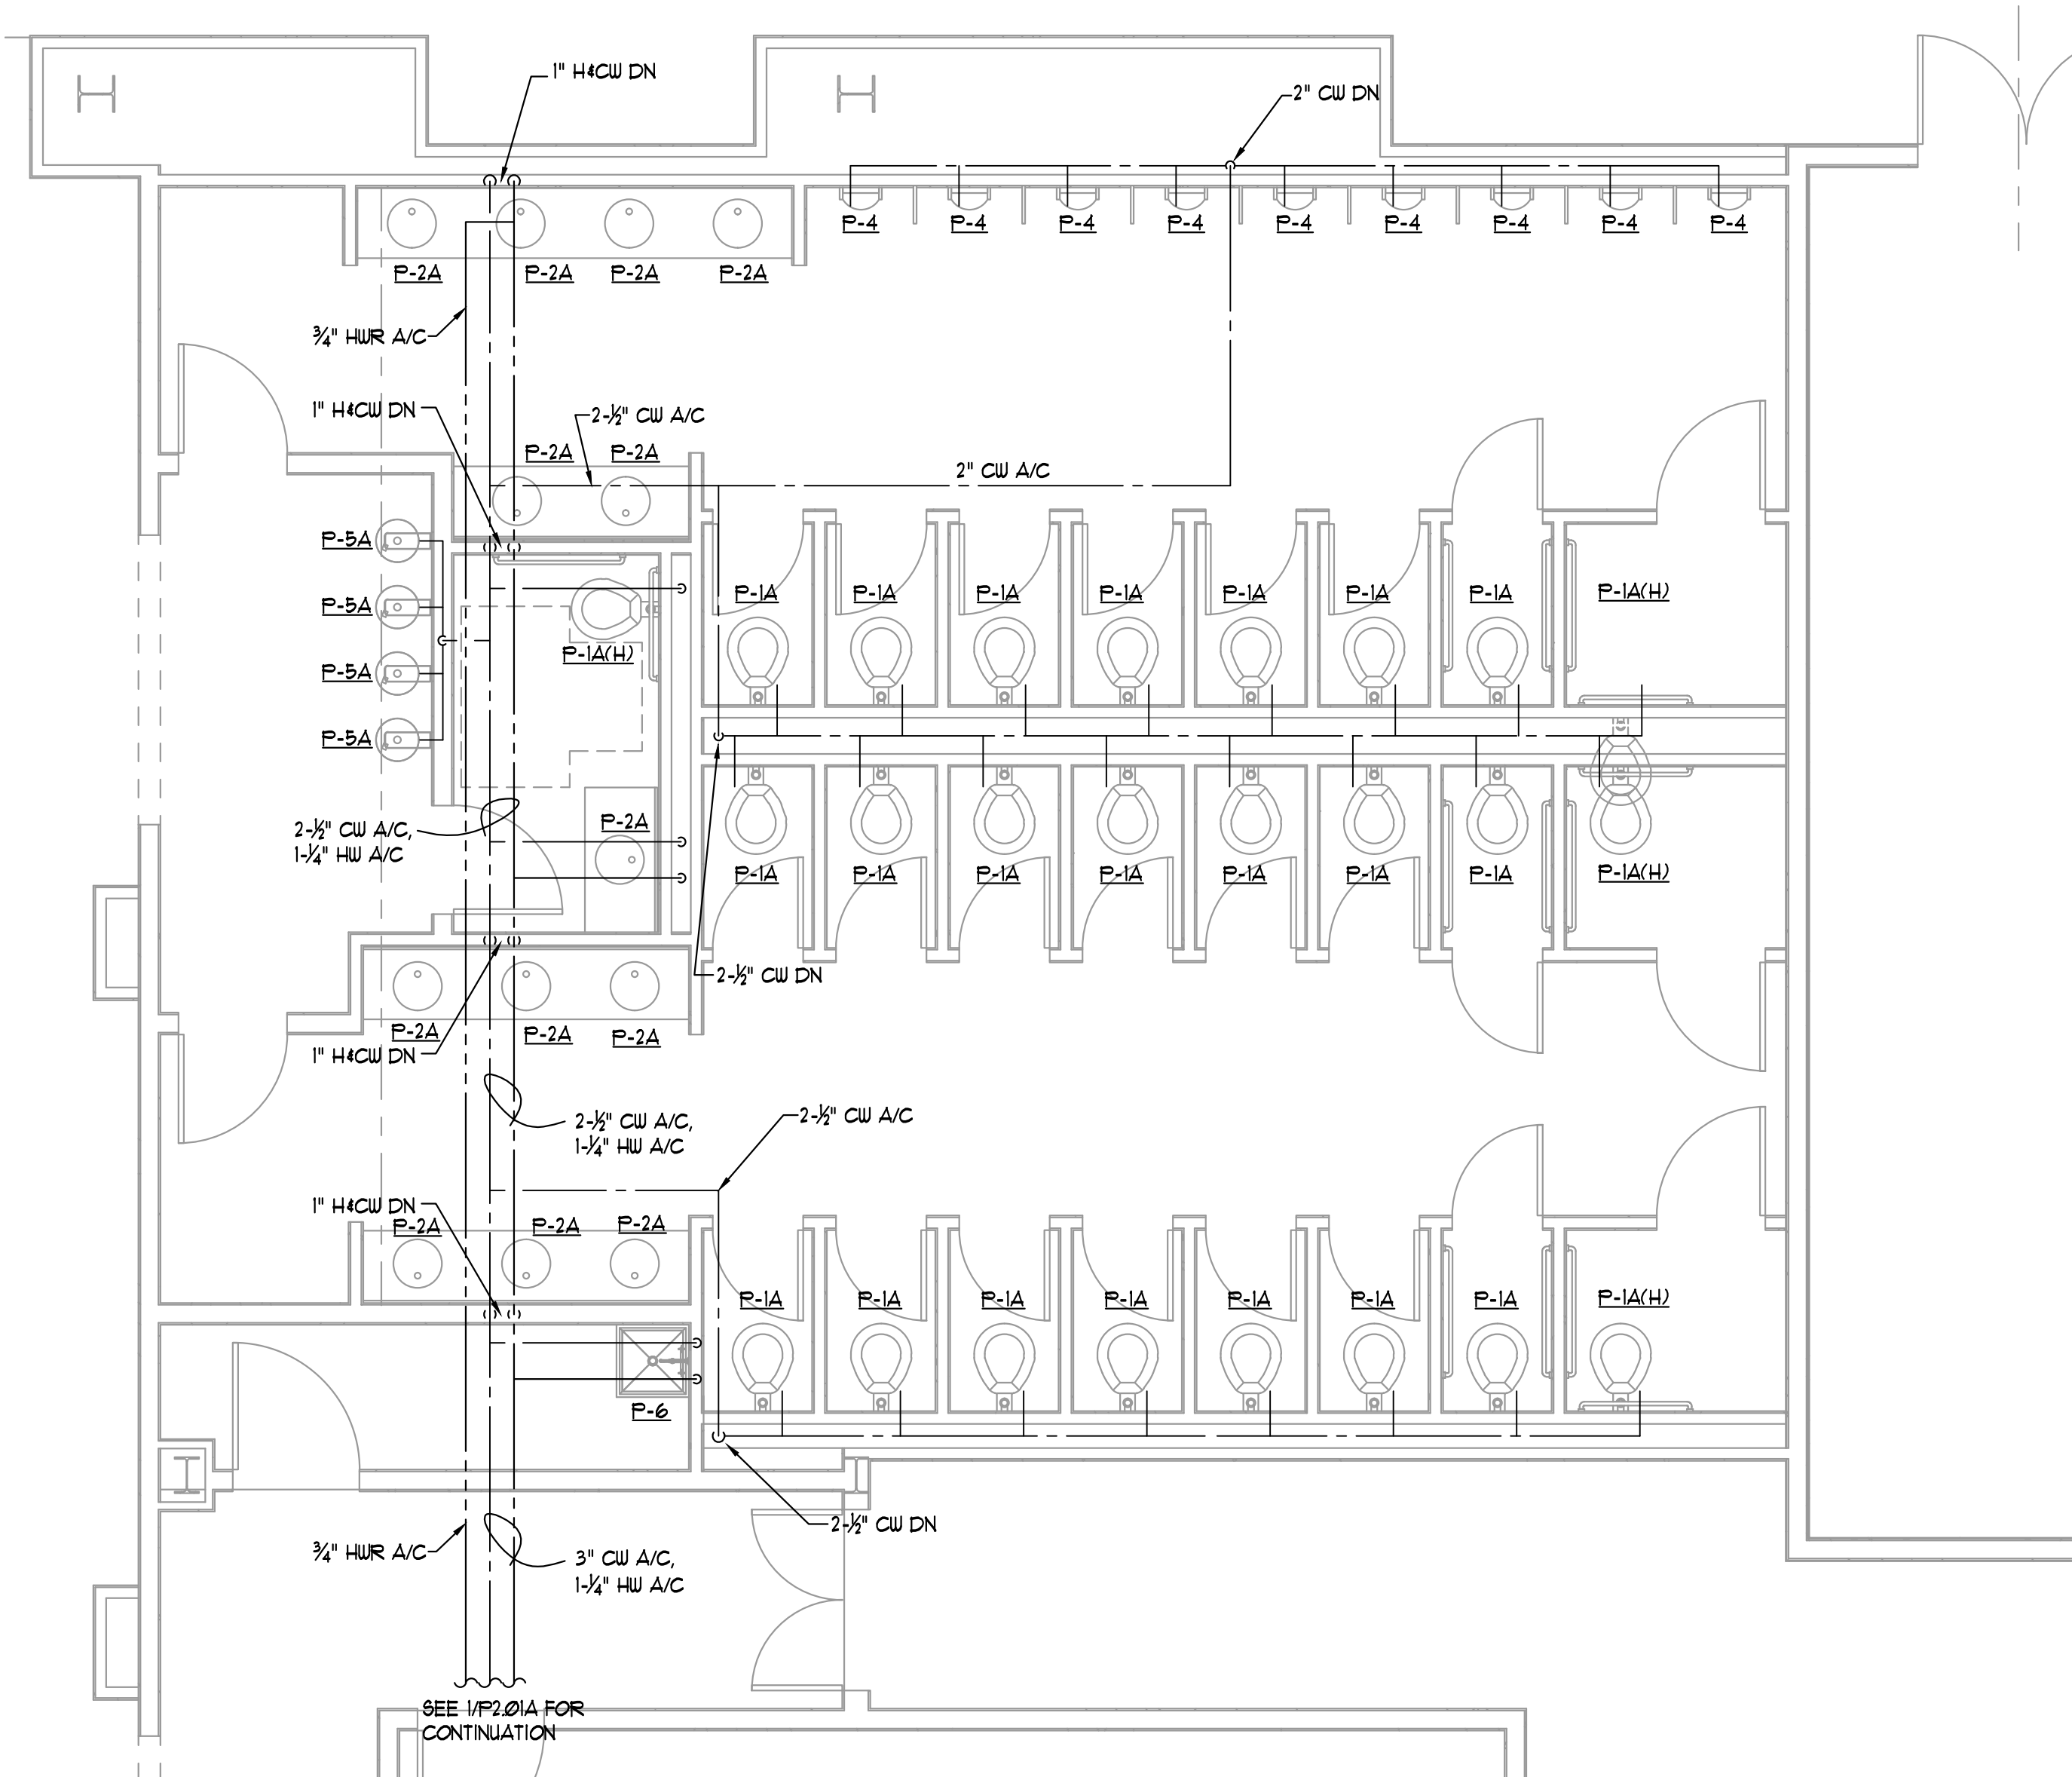 1" H&CW DN
2" CW DN
P-4
P-4
P-4
P-4
P-4
P-4
P-4
P-4
P-4
P-2A
P-2A
P-2A
P-2A
¾" HWR A/C
1" H&CW DN
2-½" CW A/C
P-2A
P-2A
2" CW A/C
P-5A
P-5A
P-5A
P-5A
P-1A(H)
P-1A
P-1A
P-1A
P-1A
P-1A
P-1A
P-1A
P-1A(H)
2-½" CW A/C,
1-¼" HW A/C
P-2A
P-1A
P-1A
P-1A
P-1A
P-1A
P-1A
P-1A
P-1A(H)
2-½" CW DN
P-2A
P-2A
P-2A
1" H&CW DN
2-½" CW A/C,
1-¼" HW A/C
2-½" CW A/C
1" H&CW DN
P-2A
P-2A
P-2A
P-1A
P-1A
P-1A
P-1A
P-1A
P-1A
P-1A
P-1A(H)
P-6
2-½" CW DN
¾" HWR A/C
3" CW A/C,
1-¼" HW A/C
SEE 1/P2.01A FOR
CONTINUATION